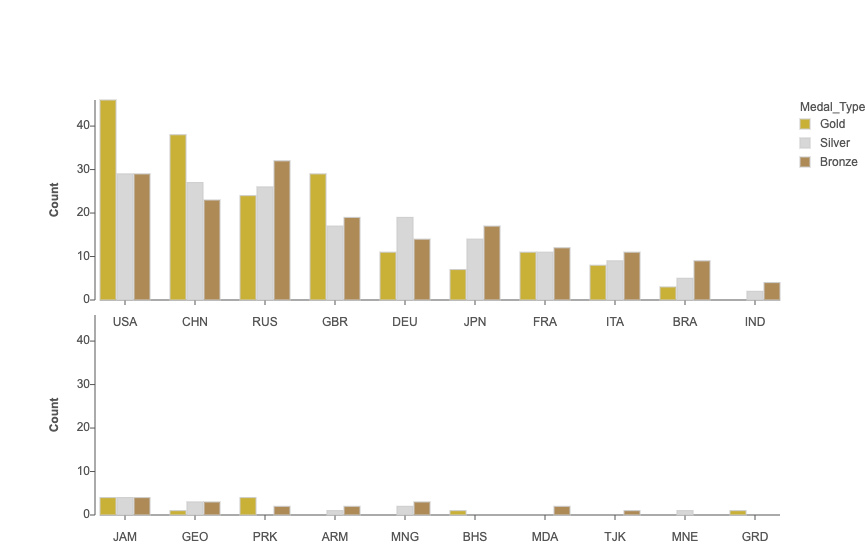 Medal_Type
Gold
Silver
Bronze
Count
40
30
20
10
0
USA CHN RUS GBR DEU JPN FRA ITA BRA IND
Count
40
30
20
10
0
JAM GEO PRK ARM MNG BHS MDA TJK MNE GRD